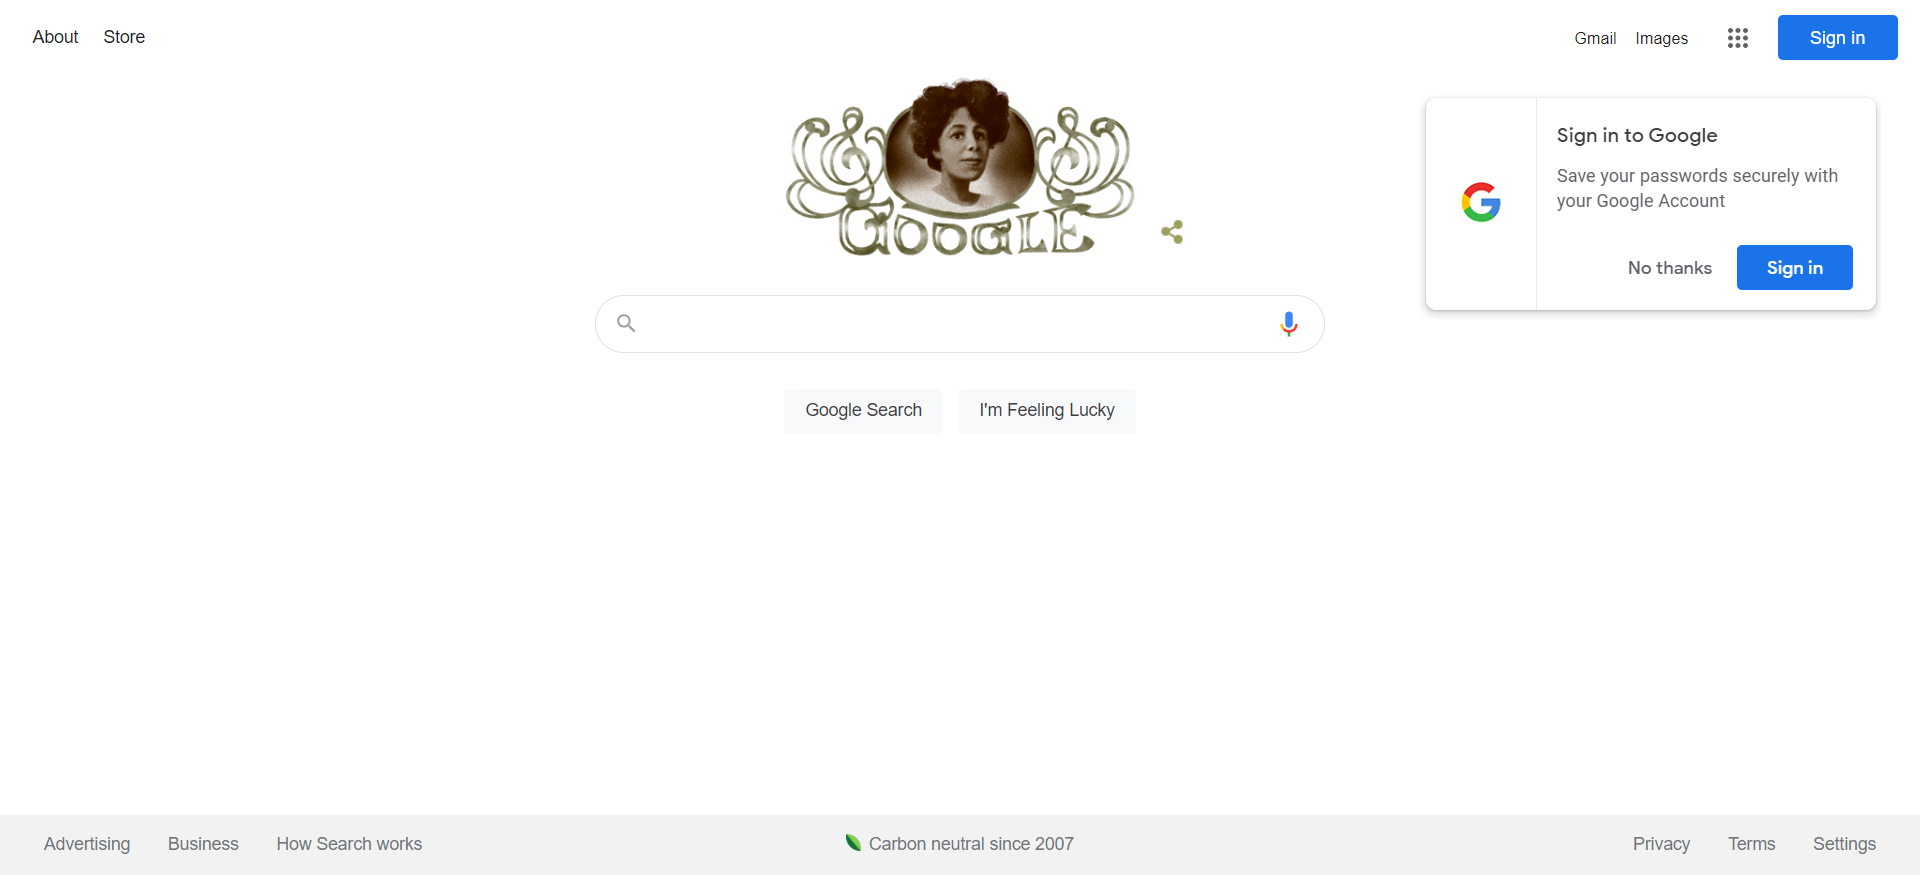 About Store
Gmail Images Sign in
GOOGLE
Sign in to Google
Save your passwords securely with
your Google Account
No thanks Sign in
Google Search I'm Feeling Lucky
Advertising Business How Search works
Carbon neutral since 2007
Privacy Terms Settings